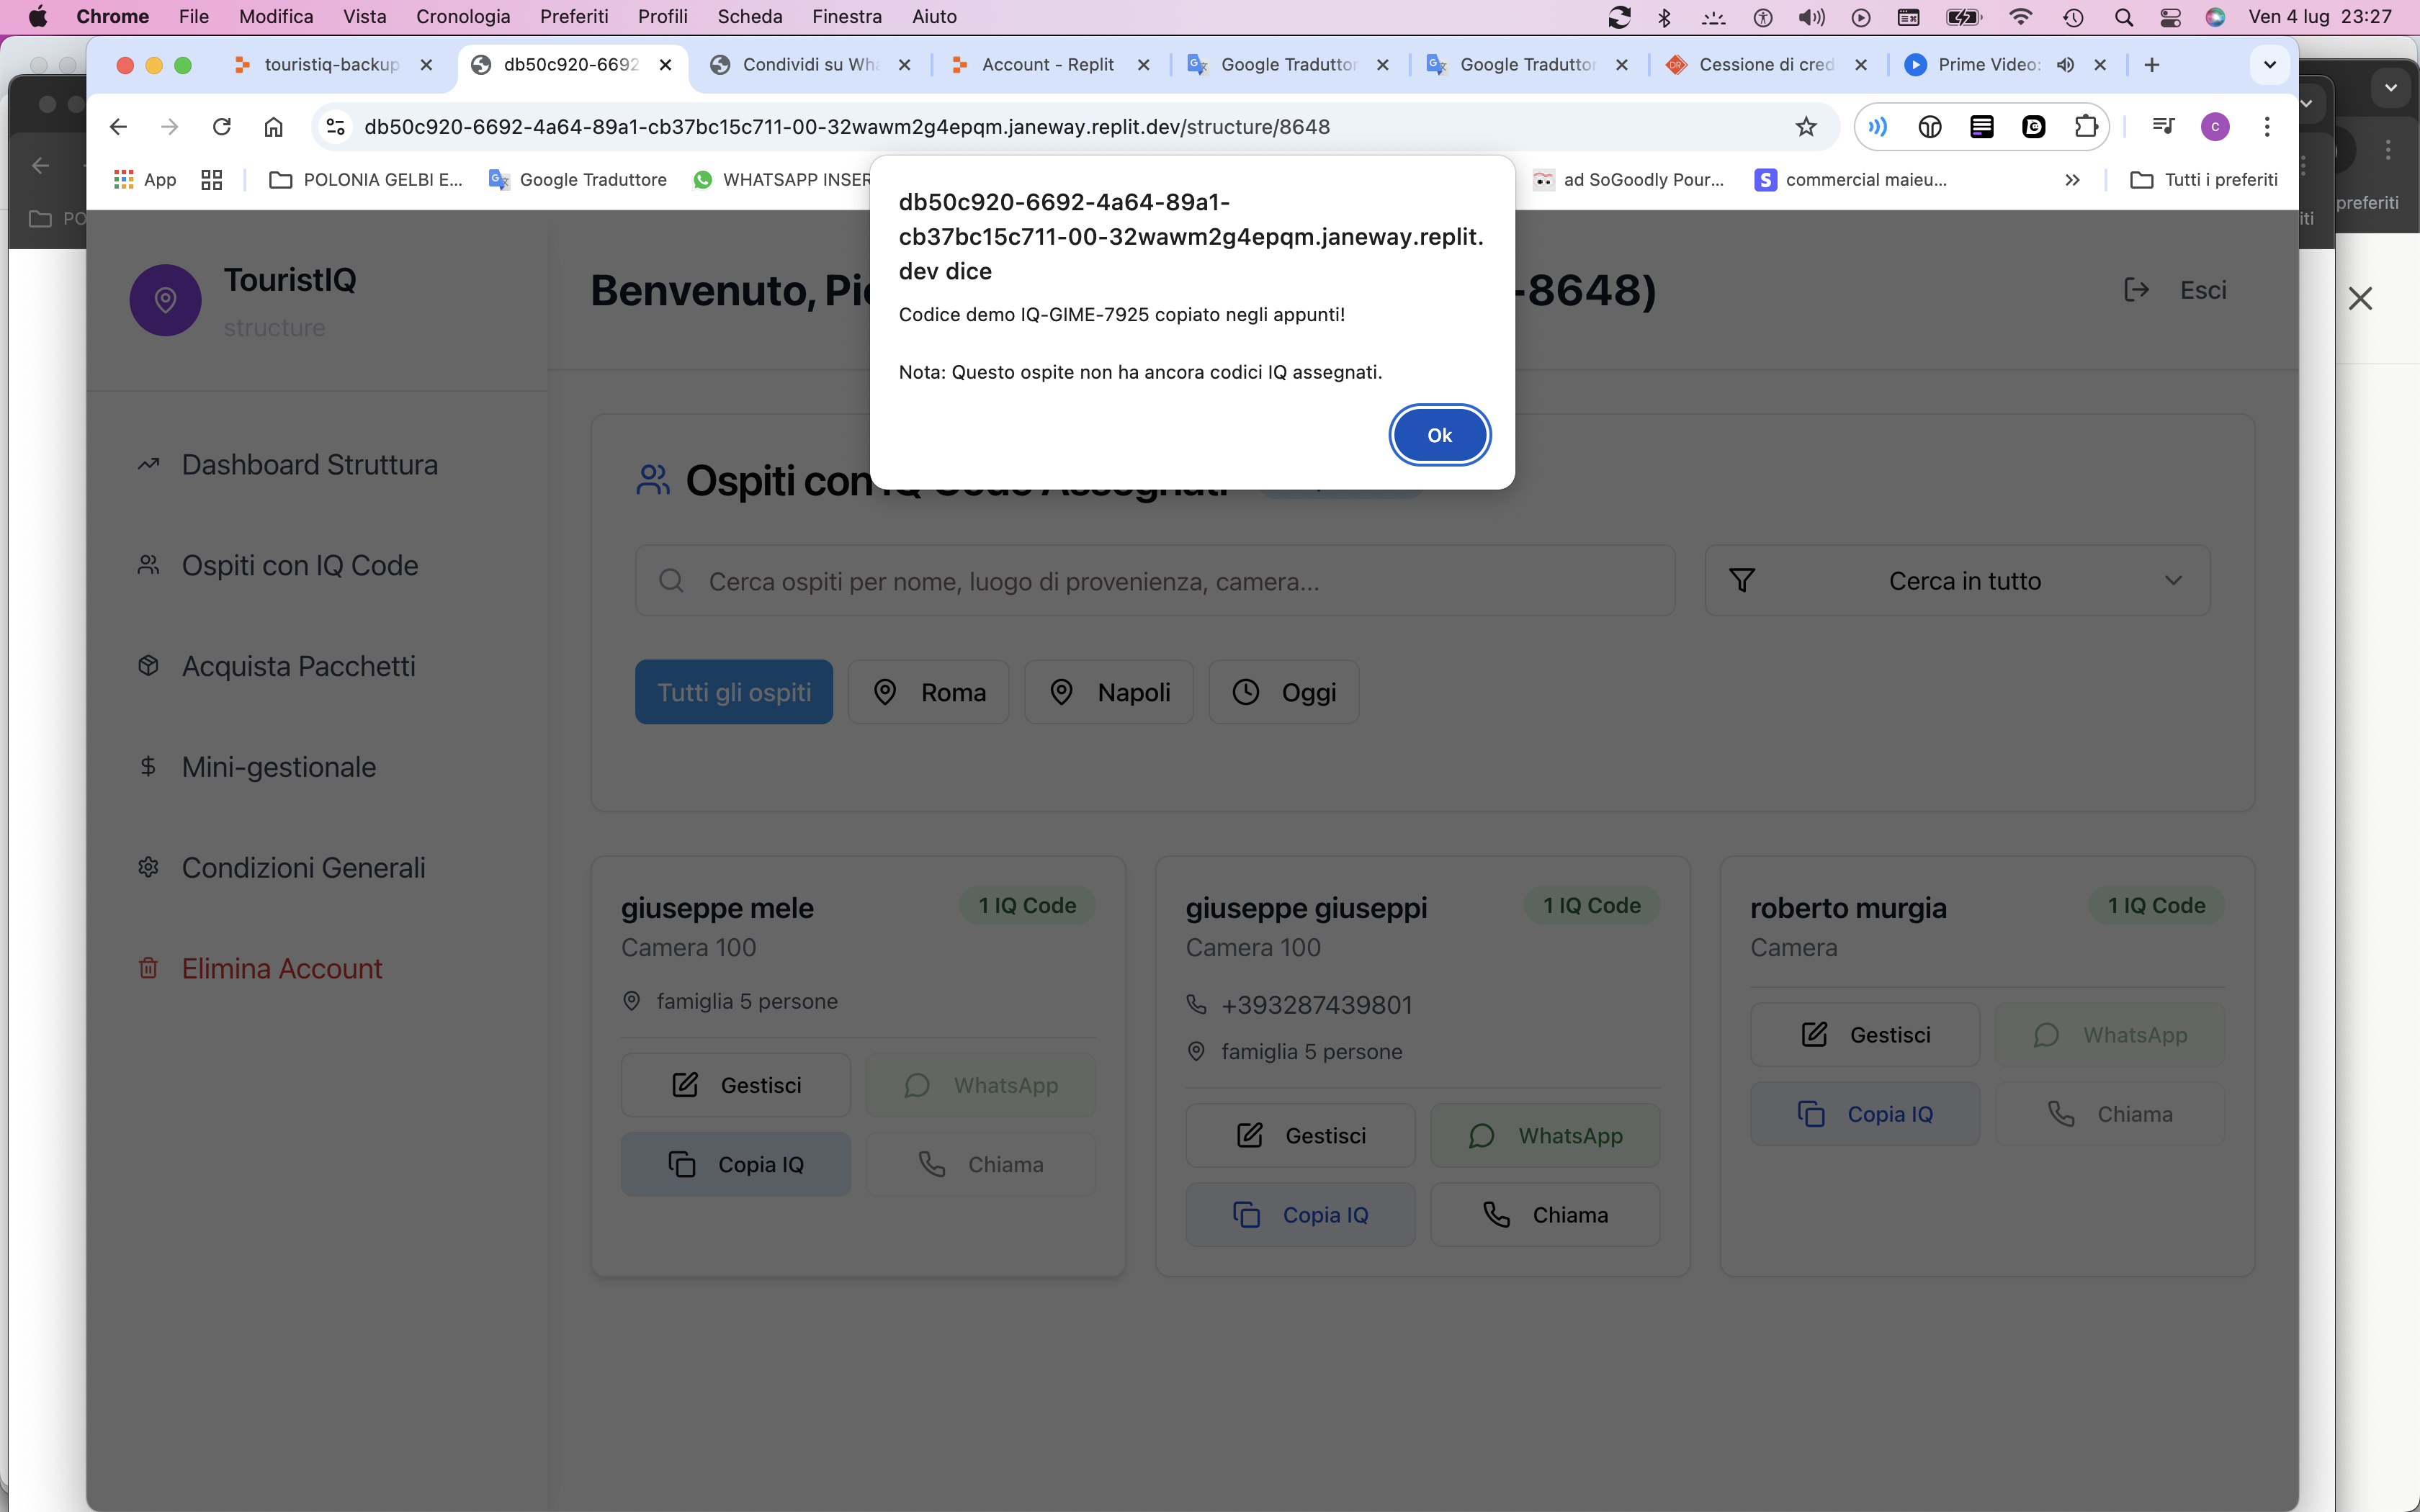 Chrome File Modifica Vista Cronologia Preferiti Profili Scheda Finestra Aiuto Ven 4 lug 23:27
touristiq-backup db50c920-6692 Condividi su Wha Account - Replit Google Traduttor Google Traduttor Cessione di cred Prime Video:
db50c920-6692-4a64-89a1-cb37bc15c711-00-32wawm2g4epqm.janeway.replit.dev/structure/8648
App POLONIA GELBI E... Google Traduttore WHATSAPP INSER ad SoGoodly Pour... commercial maieu... Tutti i preferiti
PO
iti
preferiti
db50c920-6692-4a64-89a1-
cb37bc15c711-00-32wawm2g4epqm.janeway.replit.
dev dice
Codice demo IQ-GIME-7925 copiato negli appunti!
Nota: Questo ospite non ha ancora codici IQ assegnati.
Ok
TouristIQ
structure
Benvenuto, Pi -8648)
Esci
Dashboard Struttura
Ospiti con IQ Code
Acquista Pacchetti
Mini-gestionale
Condizioni Generali
Elimina Account
Ospiti con IQ Code Assegnati
Cerca ospiti per nome, luogo di provenienza, camera...
Cerca in tutto
Tutti gli ospiti Roma Napoli Oggi
giuseppe mele 1 IQ Code
Camera 100
famiglia 5 persone
Gestisci WhatsApp
Copia IQ Chiama
giuseppe giuseppi 1 IQ Code
Camera 100
+393287439801
famiglia 5 persone
Gestisci WhatsApp
Copia IQ Chiama
roberto murgia 1 IQ Code
Camera
Gestisci WhatsApp
Copia IQ Chiama